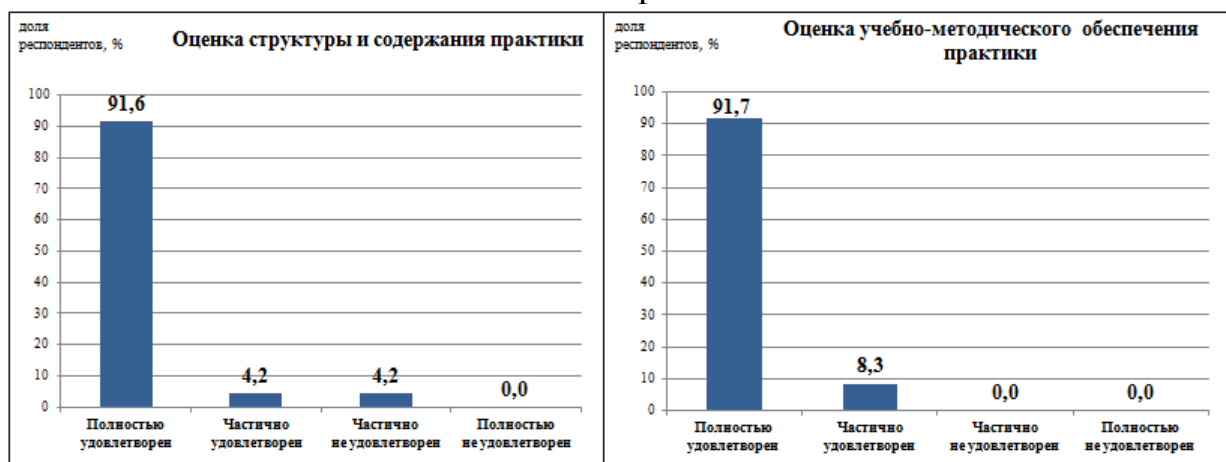 доля
респондентов, %
Оценка структуры и содержания практики
100
90
80
70
60
50
40
30
20
10
0
91,6
4,2
4,2
0,0
Полностью
удовлетворен
Частично
удовлетворен
Частично
не удовлетворен
Полностью
не удовлетворен
доля
респондентов, %
Оценка учебно-методического обеспечения
практики
100
90
80
70
60
50
40
30
20
10
0
91,7
8,3
0,0
0,0
Полностью
удовлетворен
Частично
удовлетворен
Частично
не удовлетворен
Полностью
не удовлетворен